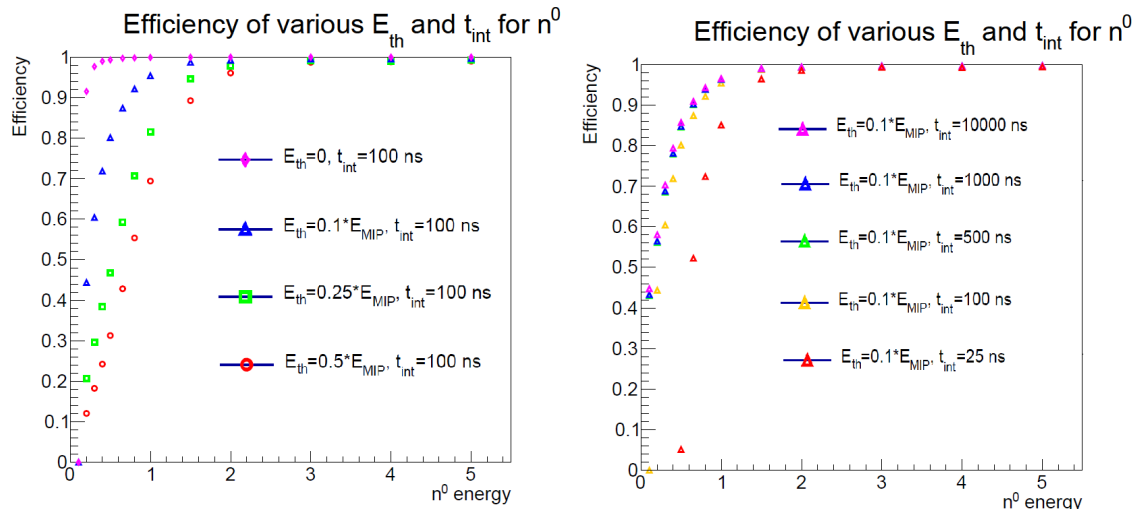 Efficiency of various E_th and t_int for n^0
Efficiency
1
0.9
0.8
0.7
0.6
0.5
0.4
0.3
0.2
0.1
0
E_th=0, t_int=100 ns
E_th=0.1*E_MIP, t_int=100 ns
E_th=0.25*E_MIP, t_int=100 ns
E_th=0.5*E_MIP, t_int=100 ns
0 1 2 3 4 5
n^0 energy
Efficiency of various E_th and t_int for n^0
Efficiency
1
0.9
0.8
0.7
0.6
0.5
0.4
0.3
0.2
0.1
0
E_th=0.1*E_MIP, t_int=10000 ns
E_th=0.1*E_MIP, t_int=1000 ns
E_th=0.1*E_MIP, t_int=500 ns
E_th=0.1*E_MIP, t_int=100 ns
E_th=0.1*E_MIP, t_int=25 ns
0 1 2 3 4 5
n^0 energy